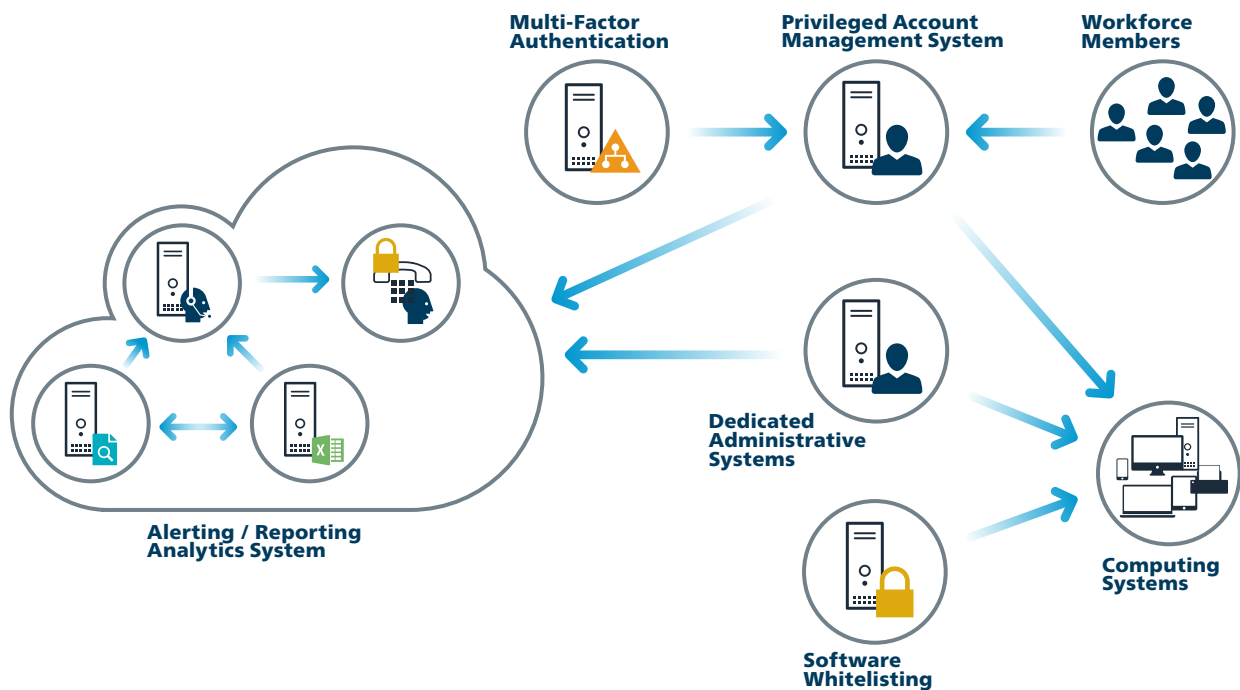 Multi-Factor
Authentication
Privileged Account
Management System
Workforce
Members
Dedicated
Administrative
Systems
Alerting / Reporting
Analytics System
X
Computing
Systems
Software
Whitelisting